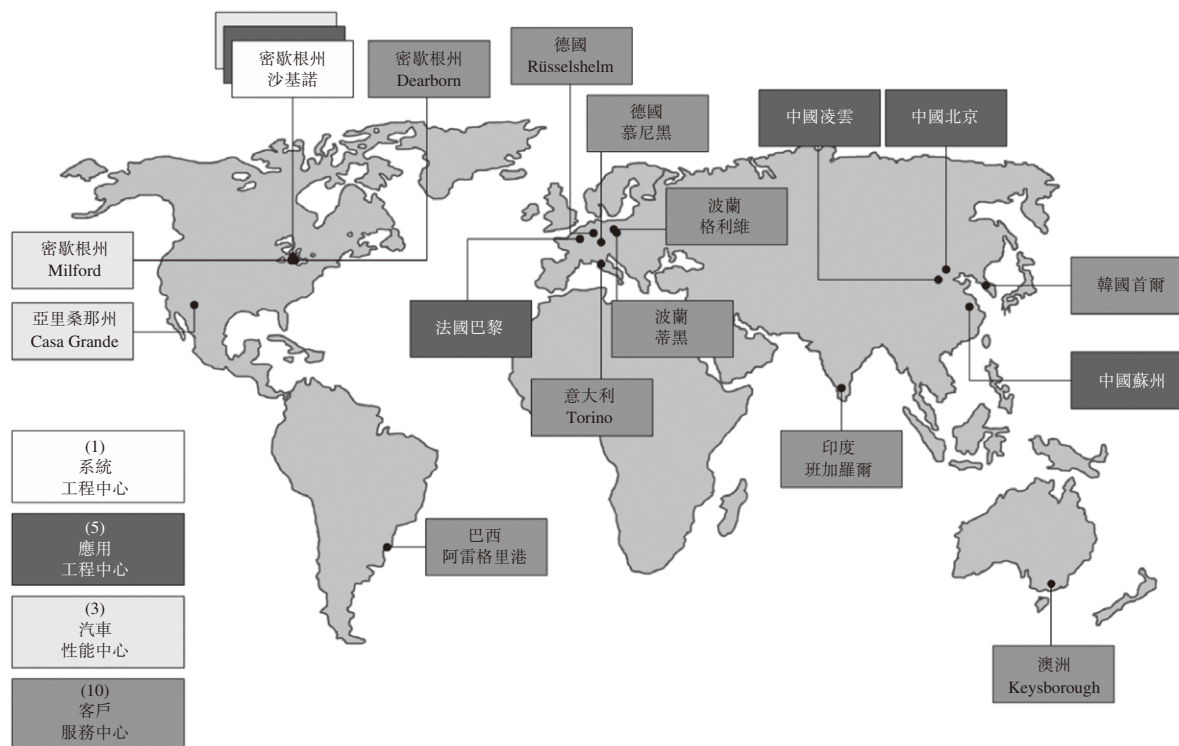 密歇根州
沙基諾
密歇根州
Dearborn
德國
Rüsselshelm
德國
慕尼黑
中國凌雲
中國北京
波蘭
格利維
密歇根州
Milford
亞里桑那州
Casa Grande
法國巴黎
波蘭
蒂黑
意大利
Torino
韓國首爾
中國蘇州
印度
班加羅爾
巴西
阿雷格里港
澳洲
Keysborough
(1)
系統
工程中心
(5)
應用
工程中心
(3)
汽車
性能中心
(10)
客戶
服務中心